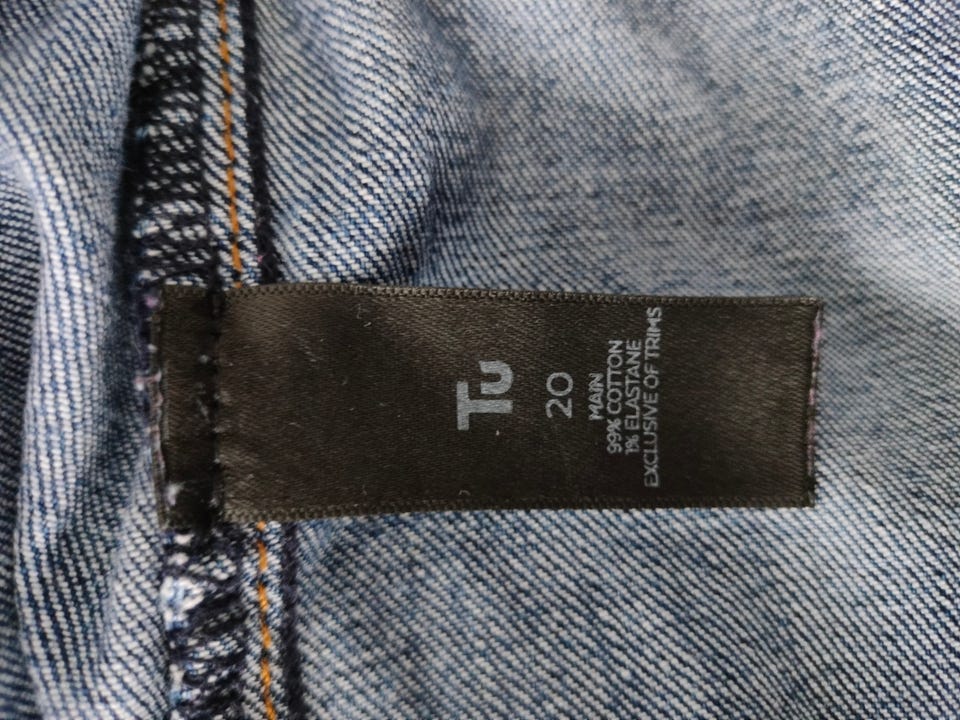 Tu
20
MAIN
99% COTTON
1% ELASTANE
EXCLUSIVE OF TRIMS